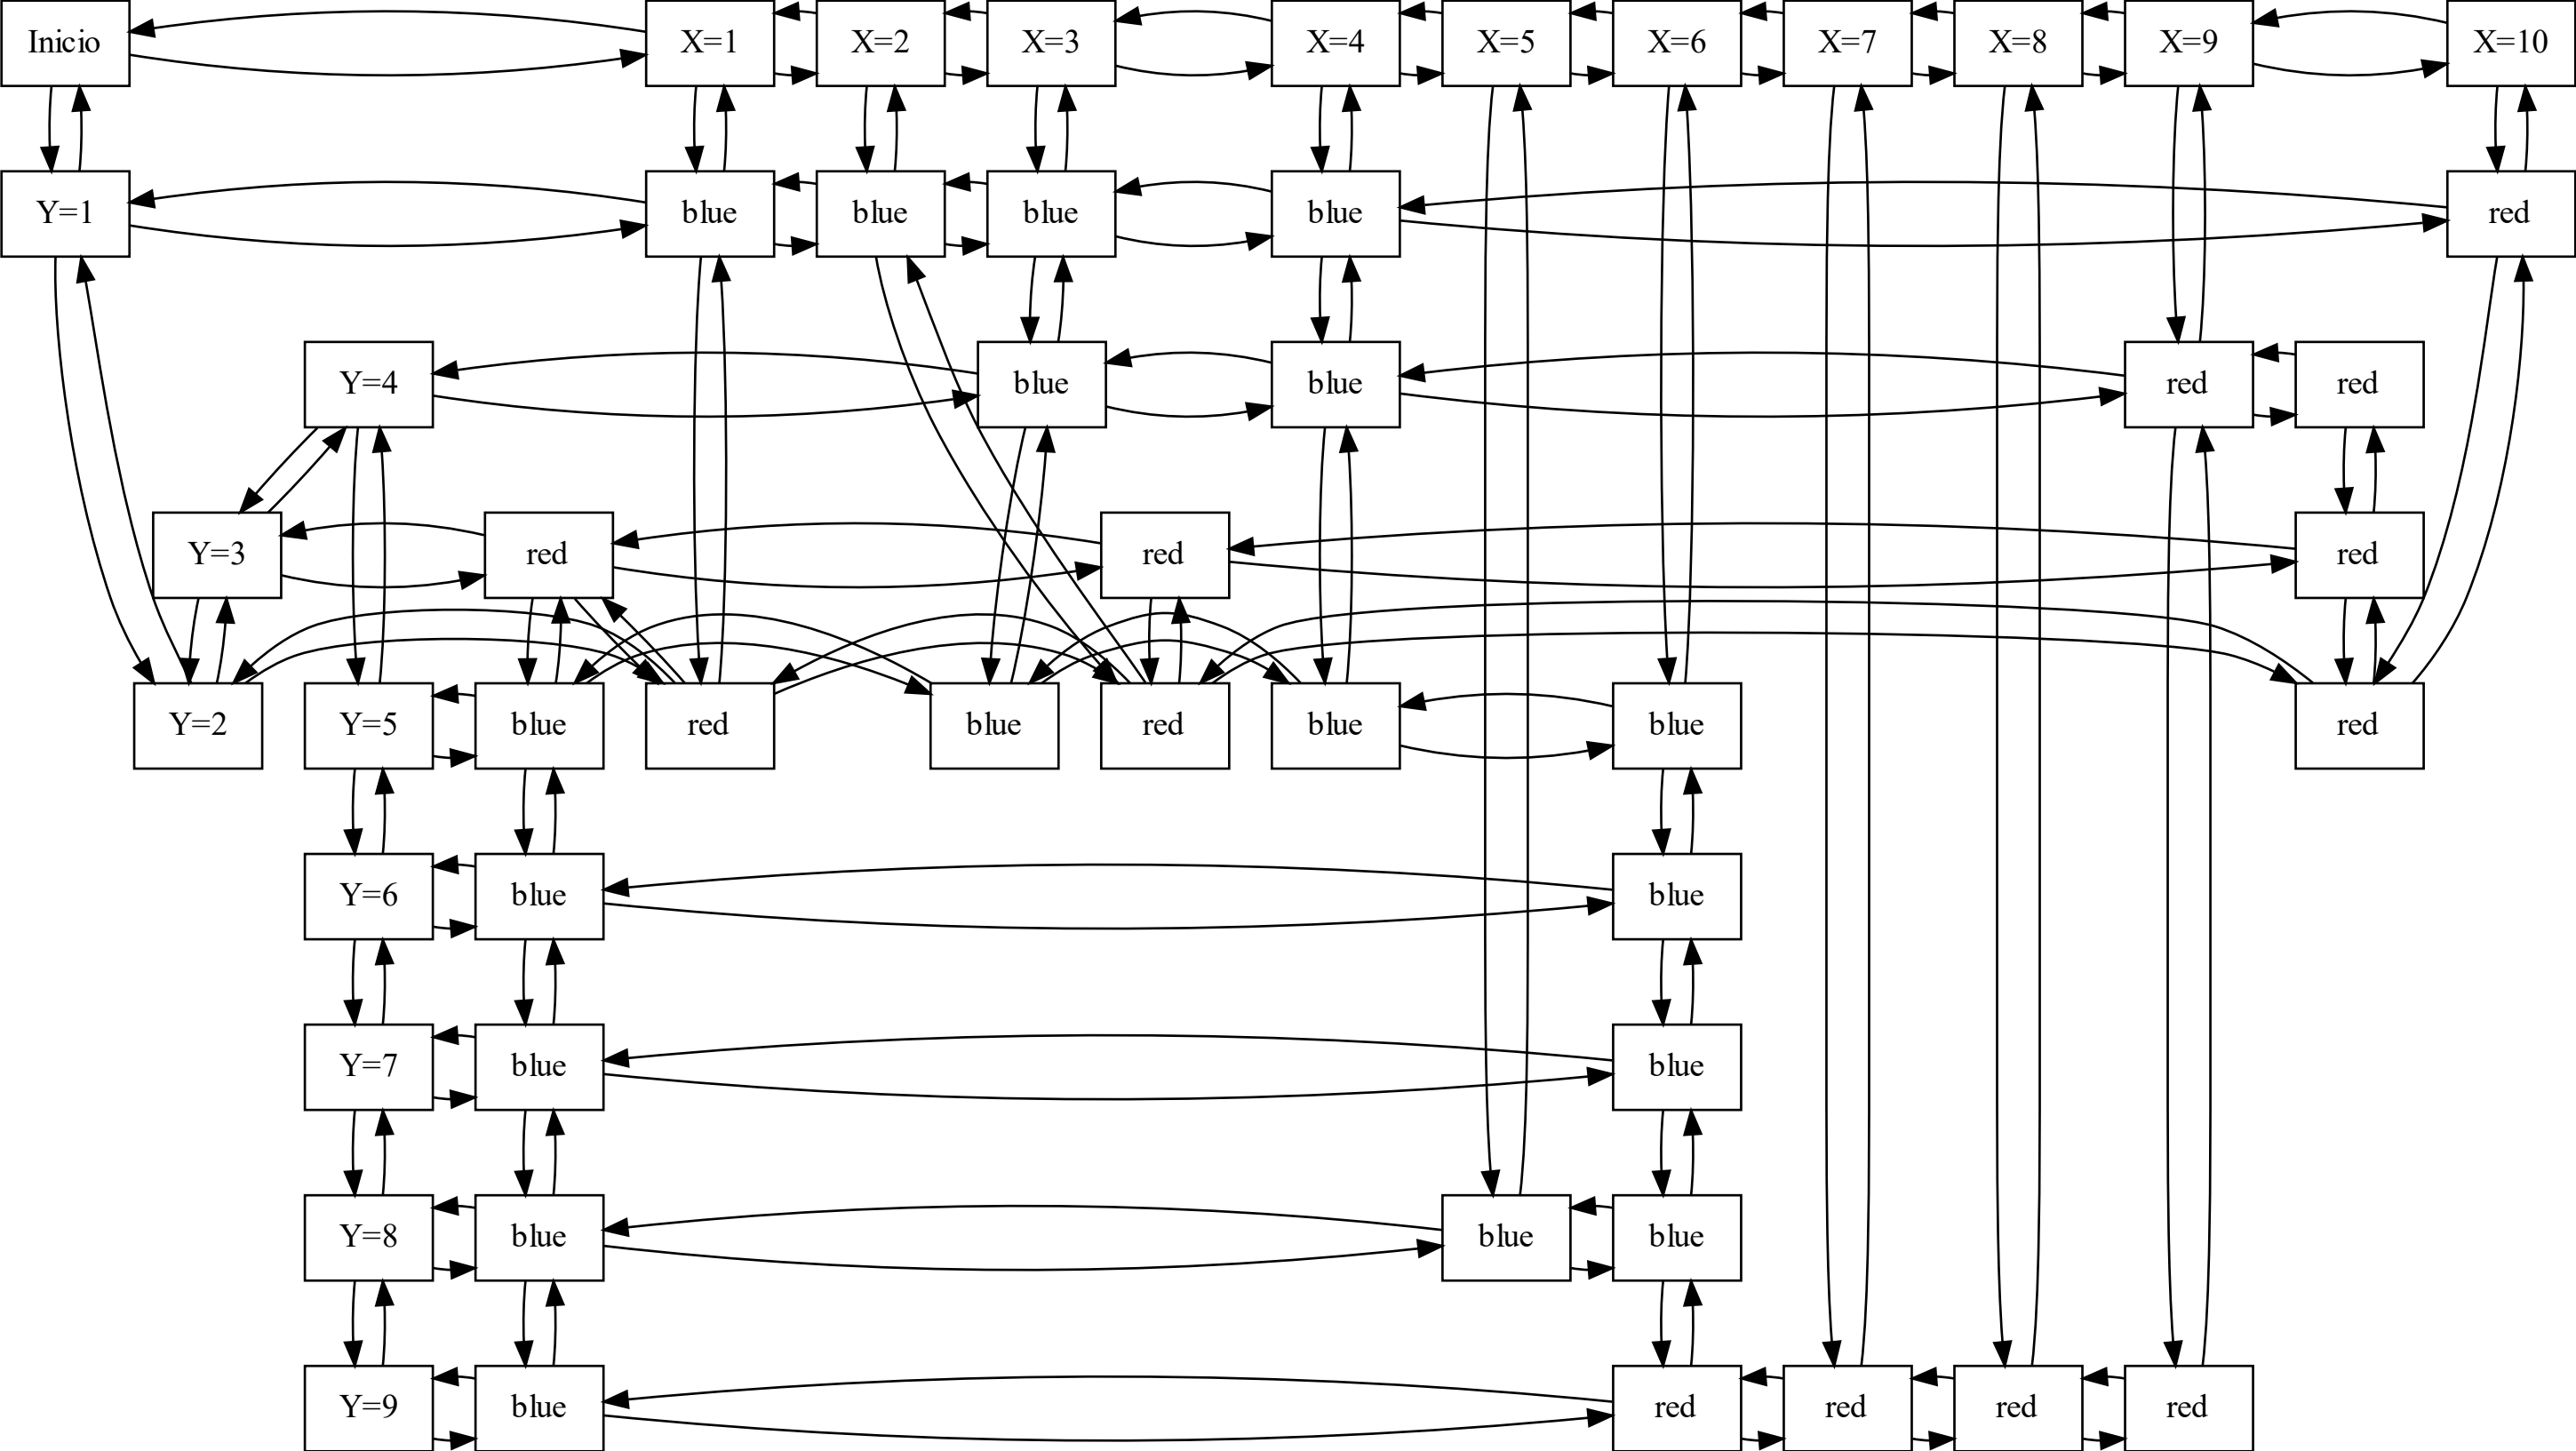 Inicio X=1 X=2 X=3 X=4 X=5 X=6 X=7 X=8 X=9 X=10
Y=1 blue blue blue blue red
Y=4 blue blue red red
Y=3 red red red
Y=2 Y=5 blue red blue red blue blue red
Y=6 blue blue
Y=7 blue blue
Y=8 blue blue blue
Y=9 blue red red red red